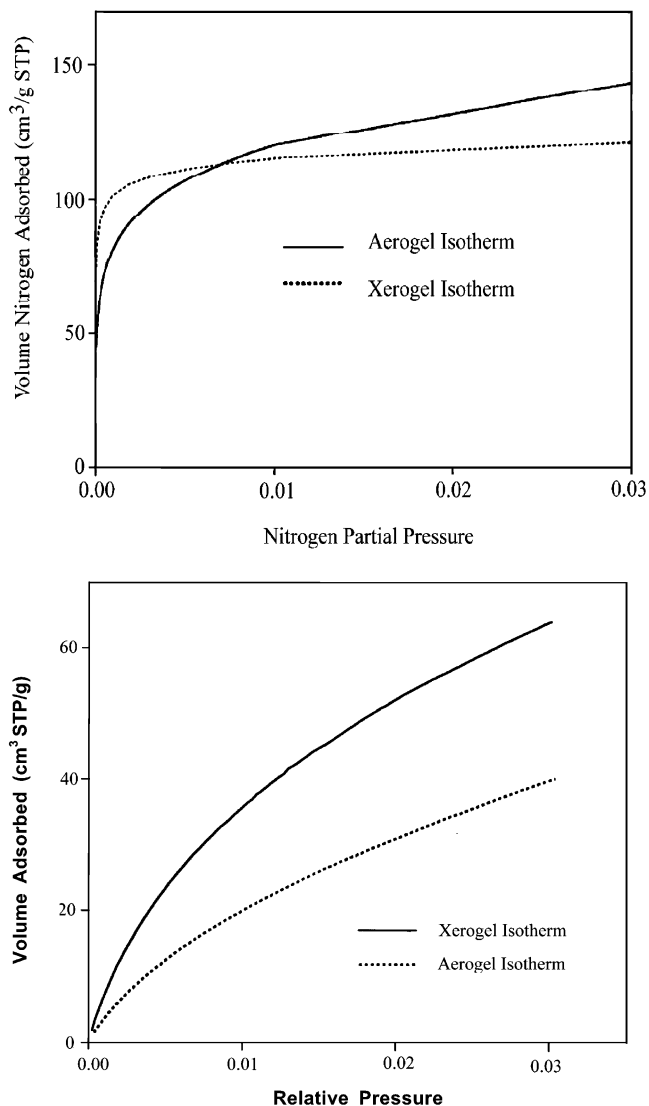 Volume Nitrogen Adsorbed (cm³/g STP)
150
100
50
0
Aerogel Isotherm
Xerogel Isotherm
0.00
0.01
0.02
0.03
Nitrogen Partial Pressure
Volume Adsorbed (cm³ STP/g)
60
40
20
0
Xerogel Isotherm
Aerogel Isotherm
0.00
0.01
0.02
0.03
Relative Pressure